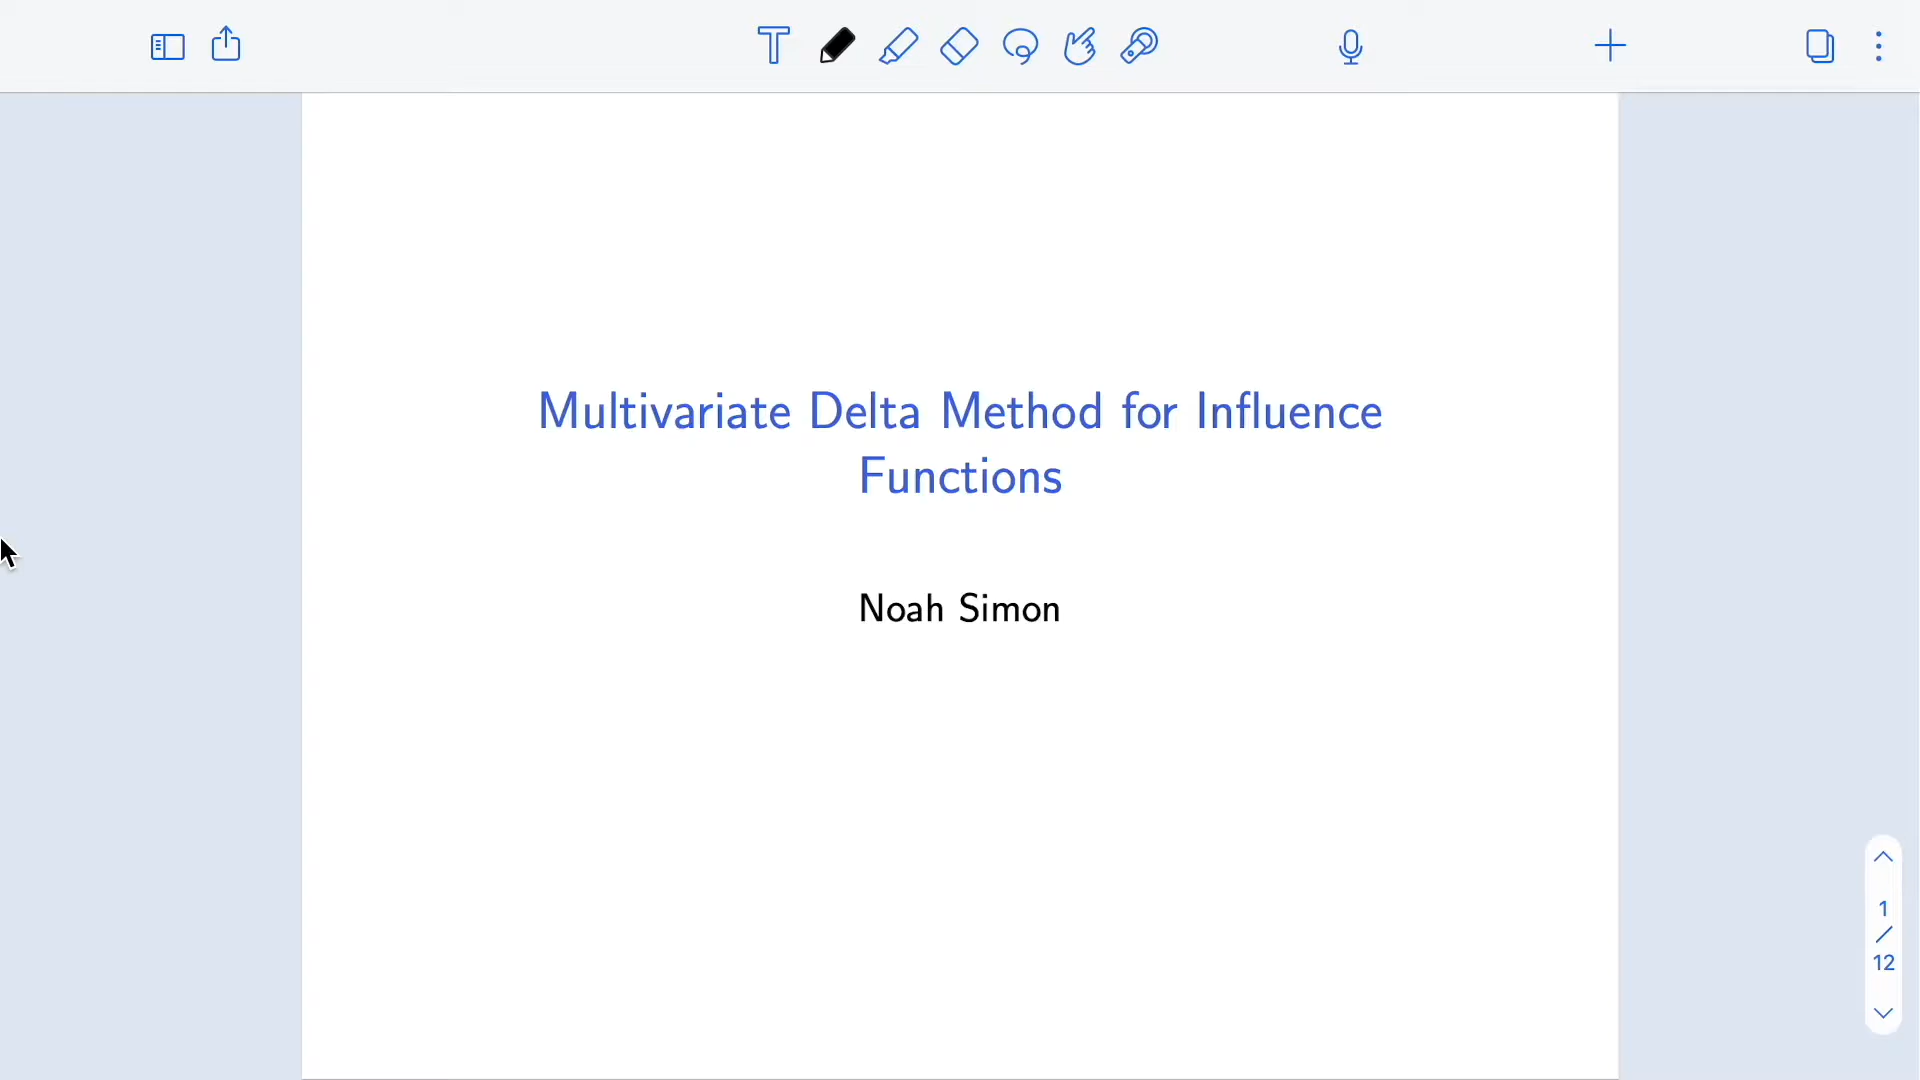 Multivariate Delta Method for Influence
Functions
Noah Simon
1
/
12